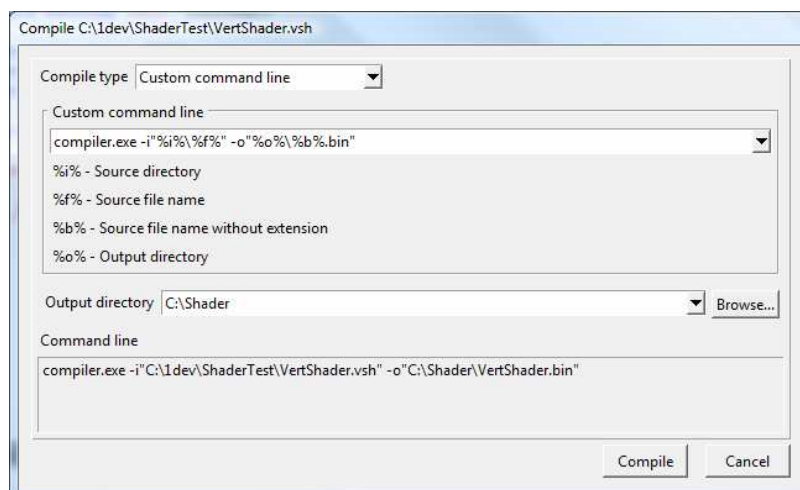 Compile C:\1dev\ShaderTest\VertShader.vsh
Compile type Custom command line
Custom command line
compiler.exe -i"%i%\%f%" -o"%o%\%b%.bin"
%i% - Source directory
%f% - Source file name
%b% - Source file name without extension
%o% - Output directory
Output directory C:\Shader Browse...
Command line
compiler.exe -i"C:\1dev\ShaderTest\VertShader.vsh" -o"C:\Shader\VertShader.bin"
Compile Cancel